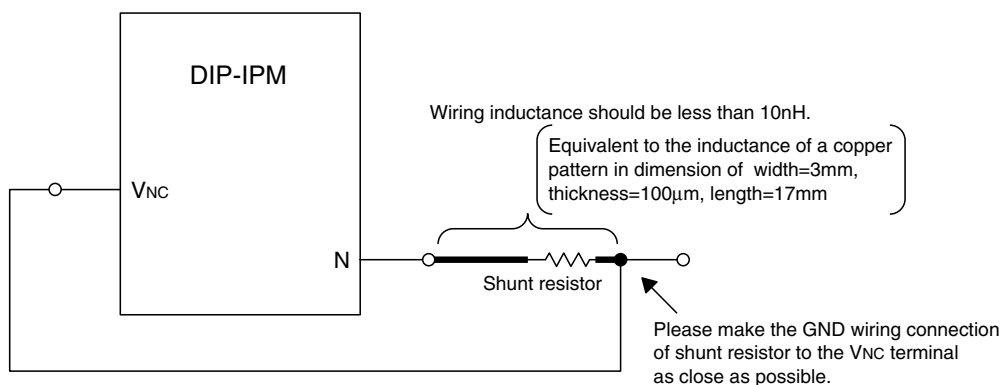 DIP-IPM
Wiring inductance should be less than 10nH.
Equivalent to the inductance of a copper
pattern in dimension of width=3mm,
thickness=100μm, length=17mm
VNC
N
Shunt resistor
Please make the GND wiring connection
of shunt resistor to the VNC terminal
as close as possible.